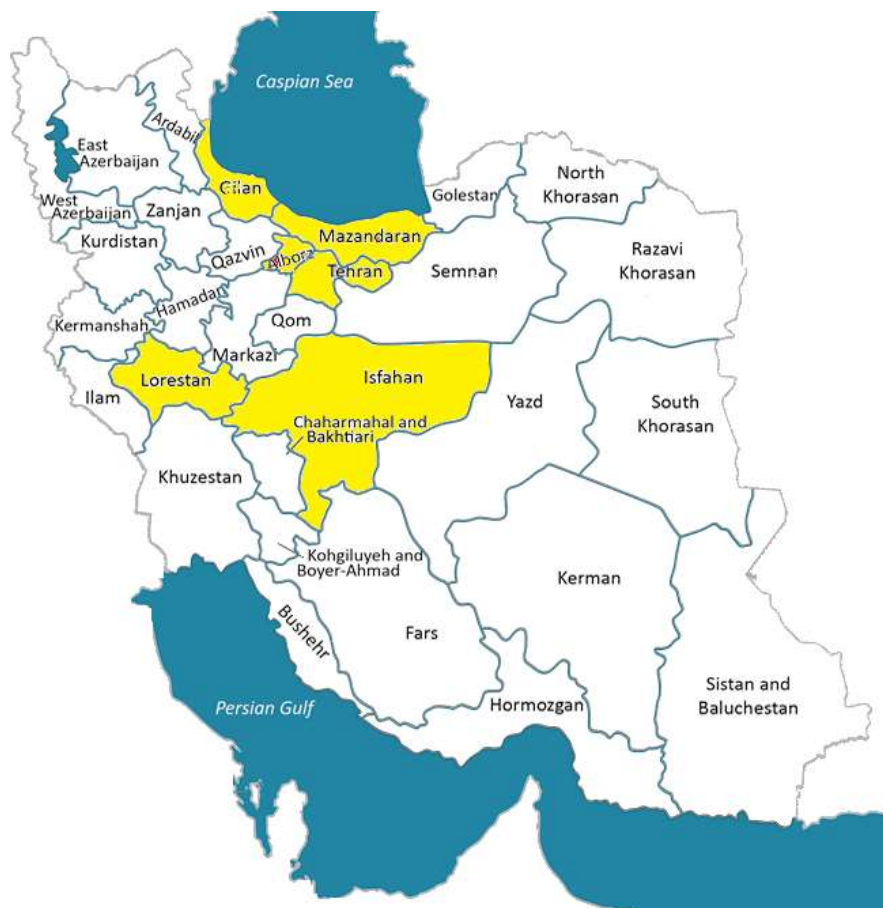 Caspian Sea
Ardabil
East
Azerbaijan
Gilan
West
Azerbaijan
Zanjan
Golestan
North
Khorasan
Kurdistan
Qazvin
Alborz
Mazandaran
Tehran
Semnan
Razavi
Khorasan
Hamadan
Kermanshah
Qom
Markazi
Lorestan
Isfahan
Ilam
Yazd
South
Khorasan
Chaharmahal and
Bakhtiari
Khuzestan
Kohgiluyeh and
Boyer-Ahmad
Kerman
Bushehr
Fars
Persian Gulf
Hormozgan
Sistan and
Baluchestan